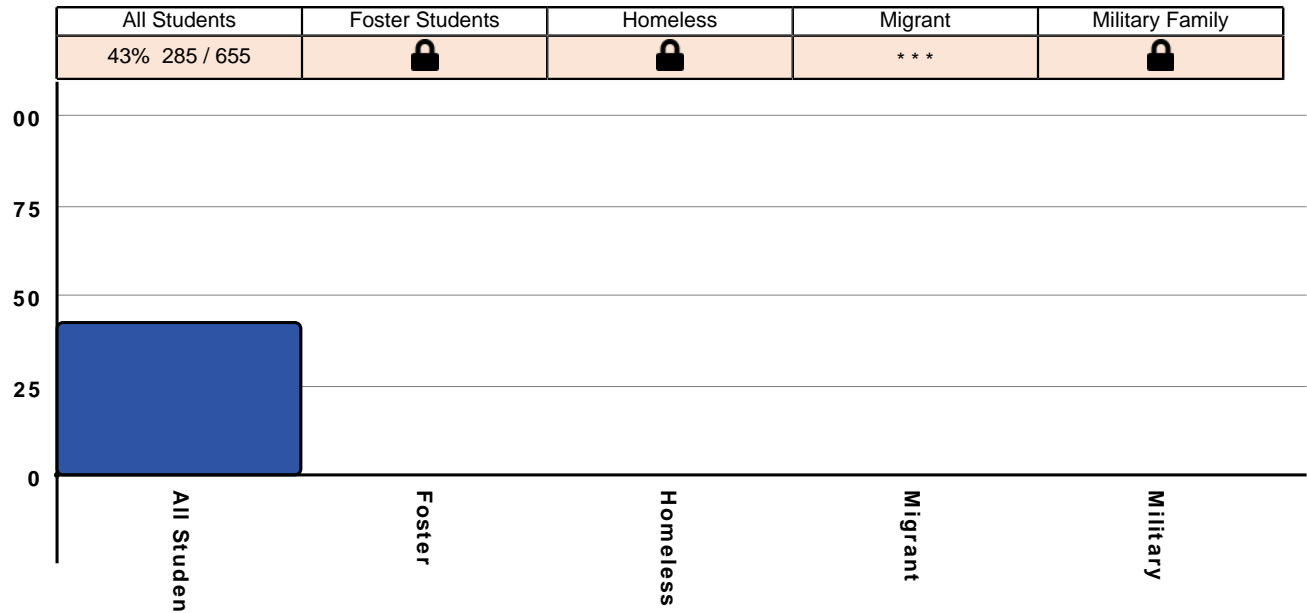 All Students Foster Students Homeless Migrant Military Family
43% 285 / 655 * * *
00
75
50
25
0
All Studen
Foster
Homeless
Migrant
Military